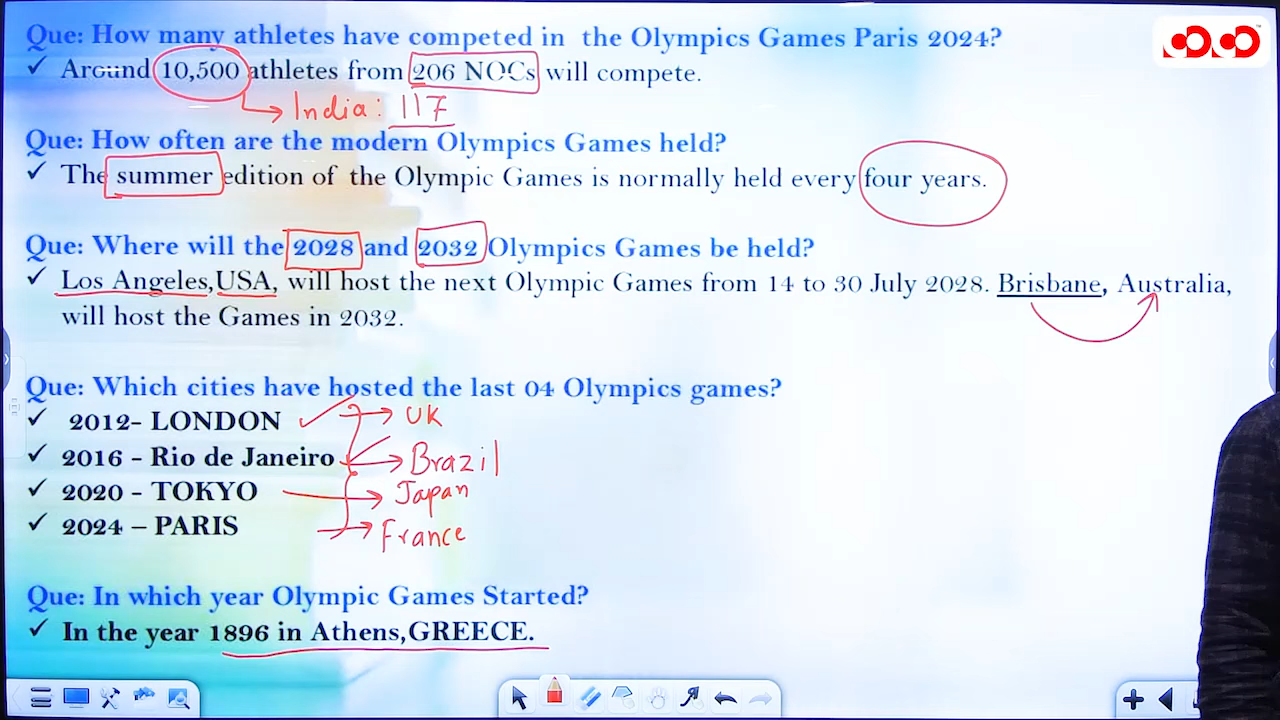 Que: How many athletes have competed in the Olympics Games Paris 2024?
✓ Around 10,500 athletes from 206 NOCs will compete.
India: 117
Que: How often are the modern Olympics Games held?
✓ The summer edition of the Olympic Games is normally held every four years.
Que: Where will the 2028 and 2032 Olympics Games be held?
✓ Los Angeles,USA, will host the next Olympic Games from 14 to 30 July 2028. Brisbane, Australia,
will host the Games in 2032.
Que: Which cities have hosted the last 04 Olympics games?
✓ 2012- LONDON UK
✓ 2016 - Rio de Janeiro Brazil
✓ 2020 - TOKYO Japan
✓ 2024 – PARIS France
Que: In which year Olympic Games Started?
✓ In the year 1896 in Athens,GREECE.